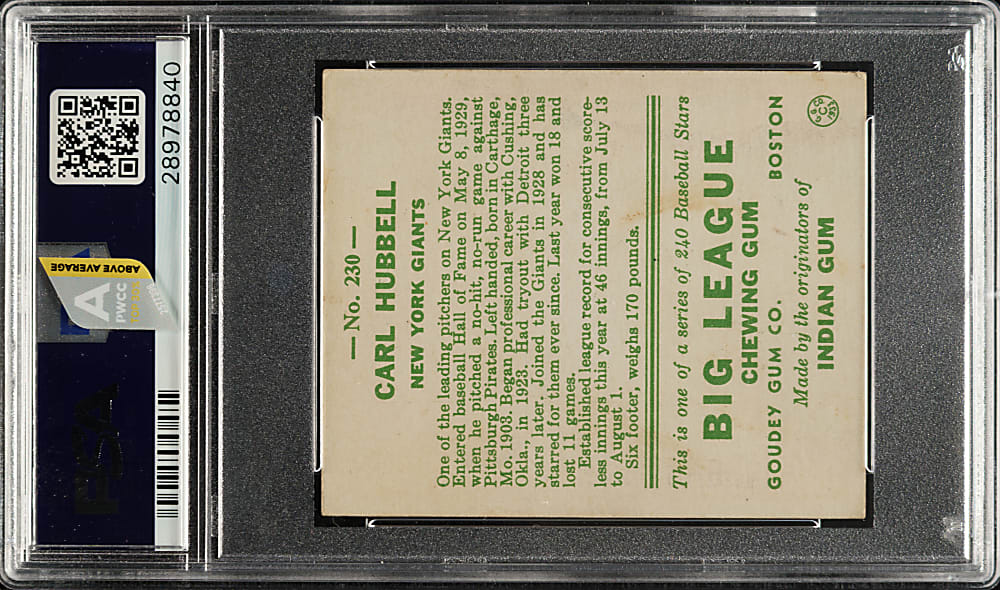 28978840
PSA
ABOVE AVERAGE
A
PWCC
— No. 230 —
CARL HUBBELL
NEW YORK GIANTS
One of the leading pitchers on New York Giants.
Entered baseball Hall of Fame on May 8, 1929,
when he pitched a no-hit, no-run game against
Pittsburgh Pirates. Left handed, born in Carthage,
Mo. 1903. Began professional career with Cushing,
Okla., in 1923. Had tryout with Detroit three
years later. Joined the Giants in 1928 and has
starred for them ever since. Last year won 18 and
lost 11 games.
Established league record for consecutive score-
less innings this year at 46 innings, from July 13
to August 1.
Six footer, weighs 170 pounds.
This is one of a series of 240 Baseball Stars
BIG LEAGUE
CHEWING GUM
GOUDEY GUM CO. BOSTON
Made by the originators of
INDIAN GUM